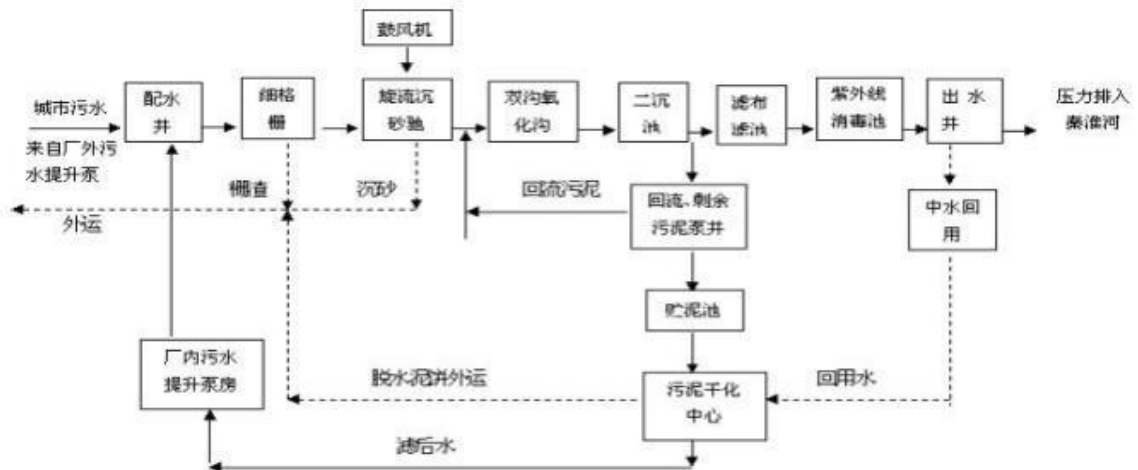 鼓风机
城市污水
来自厂外污
水提升泵
配水
井
细格
栅
旋流沉
砂驰
双沟氧
化沟
二沉
池
滤布
滤池
紫外线
消毒池
出水
井
压力排入
秦淮河
栅查
沉砂
回流污泥
回流、剩余
污泥泵井
中水回
用
外运
贮泥池
厂内污水
提升泵房
脱水泥饼外运
污泥干化
中心
回用水
滤后水